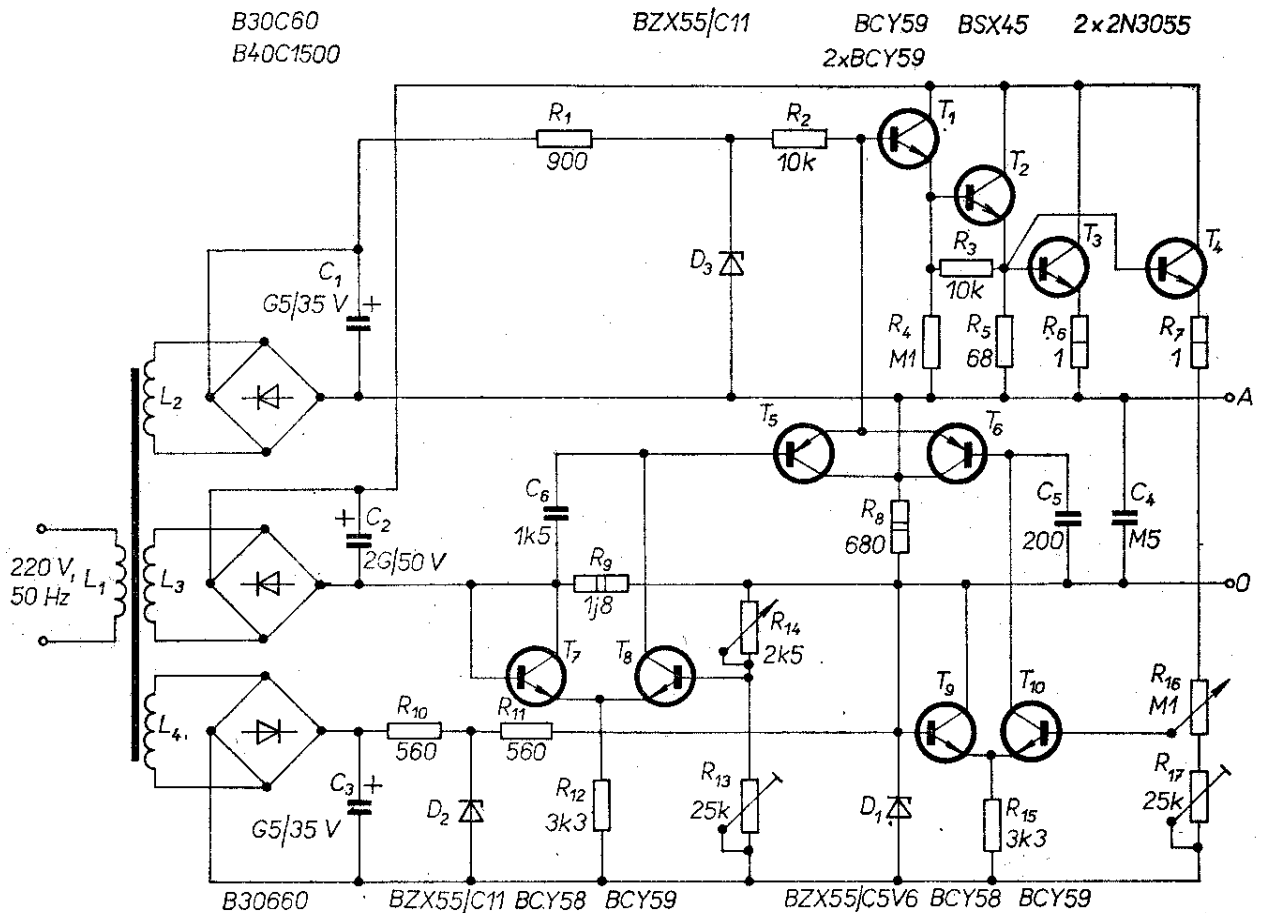 B30C60 BZX55/C11 BCY59 BSX45 2x2N3055
B40C1500 2xBCY59
R1
900
R2
10k
T1
T2
R3
10k
T3
T4
D3
C1
G5/35 V +
R4
M1
R5
68
R6
1
R7
1
L2
A
T5
T6
C6
1k5
+ C2
2G/50 V
R8
680
C5
200
C4
M5
220 V,
50 Hz
L1
L3
R9
1j8
0
T7
T8
R14
2k5
L4
R10
560
R11
560
T9
T10
R16
M1
C3 +
G5/35 V
D2
R12
3k3
R13
25k
D1
R15
3k3
R17
25k
B30660 BZX55/C11 BCY58 BCY59 BZX55/C5V6 BCY58 BCY59